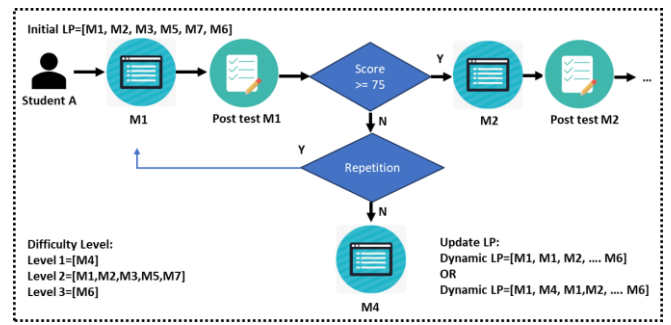 Initial LP=[M1, M2, M3, M5, M7, M6]
Student A
M1
Post test M1
Score
>= 75
Y
M2
Post test M2
...
N
Y
Repetition
N
M4
Difficulty Level:
Level 1=[M4]
Level 2=[M1,M2,M3,M5,M7]
Level 3=[M6]
Update LP:
Dynamic LP=[M1, M1, M2, .... M6]
OR
Dynamic LP=[M1, M4, M1,M2, .... M6]